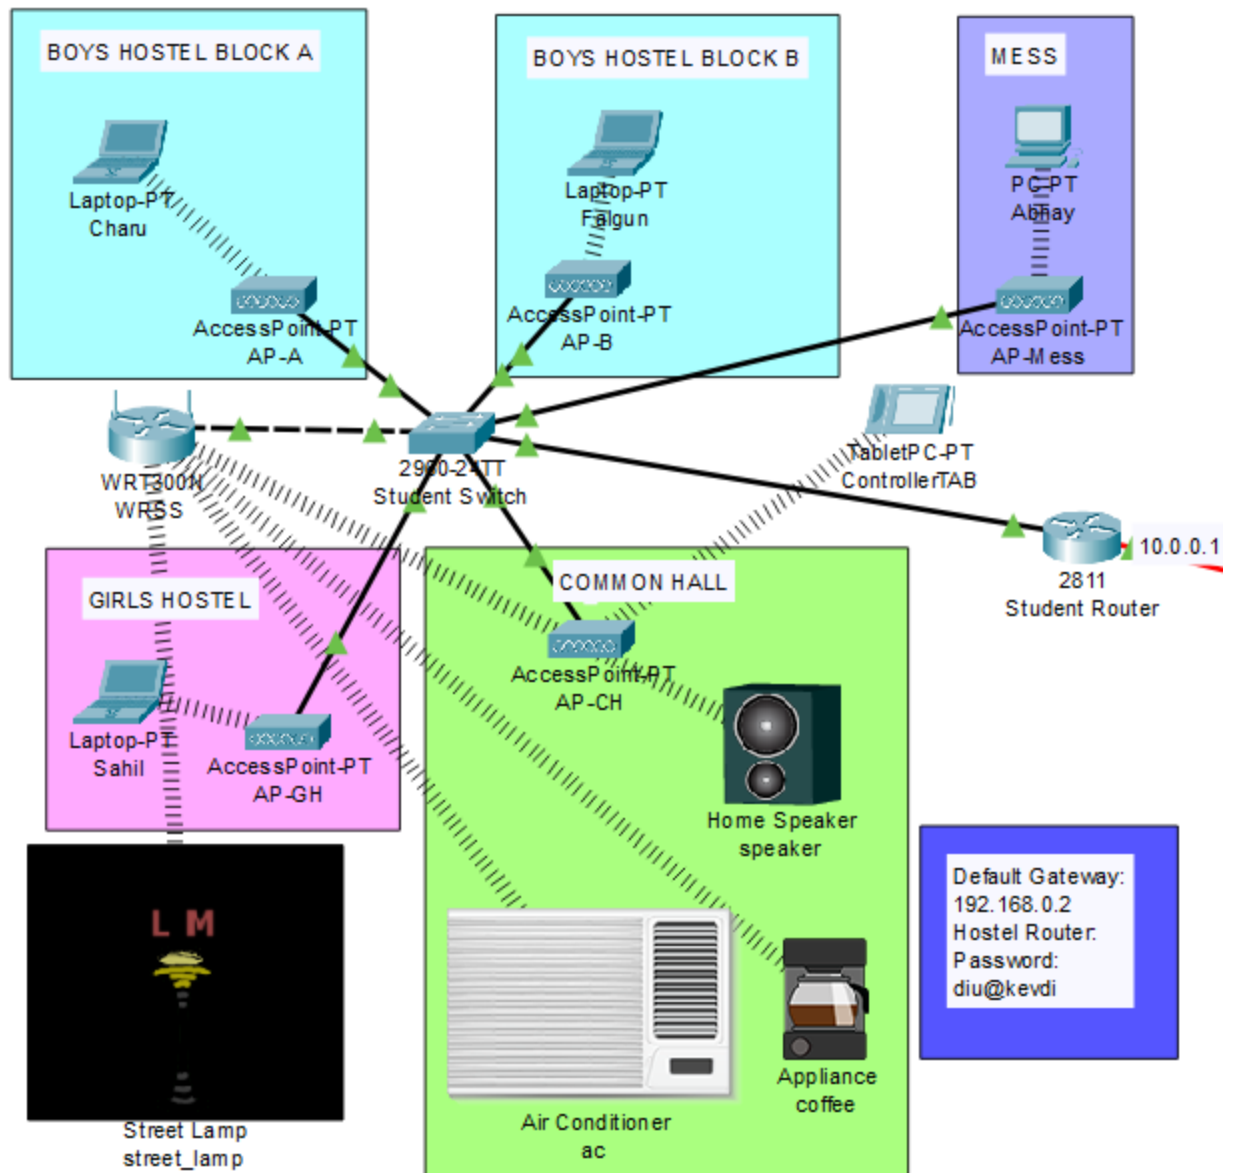 BOYS HOSTEL BLOCK A
BOYS HOSTEL BLOCK B
MESS
Laptop-PT
Charu
Laptop-PT
Falgun
PC-PT
Abhay
AccessPoint-PT
AP-A
AccessPoint-PT
AP-B
AccessPoint-PT
AP-Mess
WRT300N
WRSS
2960-24TT
Student Switch
TabletPC-PT
ControllerTAB
10.0.0.1
2811
Student Router
GIRLS HOSTEL
COMMON HALL
Laptop-PT
Sahil
AccessPoint-PT
AP-GH
AccessPoint-PT
AP-CH
Home Speaker
speaker
Default Gateway:
192.168.0.2
Hostel Router:
Password:
diu@kevdi
L M
Street Lamp
street_lamp
Air Conditioner
ac
Appliance
coffee